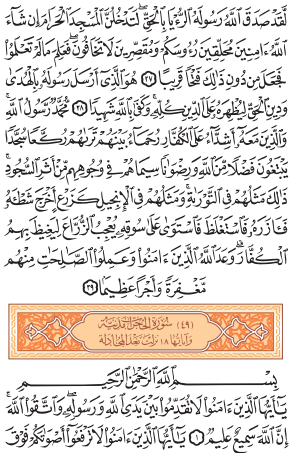 لَّقَدْ صَدَقَ ٱللَّهُ رَسُولَهُ ٱلرُّءْيَا بِٱلْحَقِّ لَتَدْخُلُنَّ ٱلْمَسْجِدَ ٱلْحَرَامَ إِن شَآءَ
ٱللَّهُ ءَامِنِينَ مُحَلِّقِينَ رُءُوسَكُمْ وَمُقَصِّرِينَ لَا تَخَافُونَ فَعَلِمَ مَا لَمْ تَعْلَمُوا۟
فَجَعَلَ مِن دُونِ ذَٰلِكَ فَتْحًا قَرِيبًا ٢٧ هُوَ ٱلَّذِىٓ أَرْسَلَ رَسُولَهُۥ بِٱلْهُدَىٰ
وَدِينِ ٱلْحَقِّ لِيُظْهِرَهُۥ عَلَى ٱلدِّينِ كُلِّهِۦ وَكَفَىٰ بِٱللَّهِ شَهِيدًا ٢٨ مُّحَمَّدٌ رَّسُولُ ٱللَّهِ
وَٱلَّذِينَ مَعَهُۥٓ أَشِدَّآءُ عَلَى ٱلْكُفَّارِ رُحَمَآءُ بَيْنَهُمْ تَرَىٰهُمْ رُكَّعًا سُجَّدًا
يَبْتَغُونَ فَضْلًا مِّنَ ٱللَّهِ وَرِضْوَٰنًا سِيمَاهُمْ فِى وُجُوهِهِم مِّنْ أَثَرِ ٱلسُّجُودِ
ذَٰلِكَ مَثَلُهُمْ فِى ٱلتَّوْرَىٰةِ وَمَثَلُهُمْ فِى ٱلْإِنجِيلِ كَزَرْعٍ أَخْرَجَ شَطْـَٔهُۥ
فَـَٔازَرَهُۥ فَٱسْتَغْلَظَ فَٱسْتَوَىٰ عَلَىٰ سُوقِهِۦ يُعْجِبُ ٱلزُّرَّاعَ لِيَغِيظَ بِهِمُ
ٱلْكُفَّارَ وَعَدَ ٱللَّهُ ٱلَّذِينَ ءَامَنُوا۟ وَعَمِلُوا۟ ٱلصَّٰلِحَٰتِ مِنْهُم
مَّغْفِرَةً وَأَجْرًا عَظِيمًۢا ٢٩
(٤٩) سُورَةُ الحُجُرَاتِ مَدَنِيَّة
وَآيَاتُهَا ١٨ نَزَلَتْ بَعْدَ المُجَادلَة
بِسْمِ ٱللَّهِ ٱلرَّحْمَٰنِ ٱلرَّحِيمِ
يَٰٓأَيُّهَا ٱلَّذِينَ ءَامَنُوا۟ لَا تُقَدِّمُوا۟ بَيْنَ يَدَىِ ٱللَّهِ وَرَسُولِهِۦ وَٱتَّقُوا۟ ٱللَّهَ
إِنَّ ٱللَّهَ سَمِيعٌ عَلِيمٌ ١ يَٰٓأَيُّهَا ٱلَّذِينَ ءَامَنُوا۟ لَا تَرْفَعُوٓا۟ أَصْوَٰتَكُمْ فَوْقَ